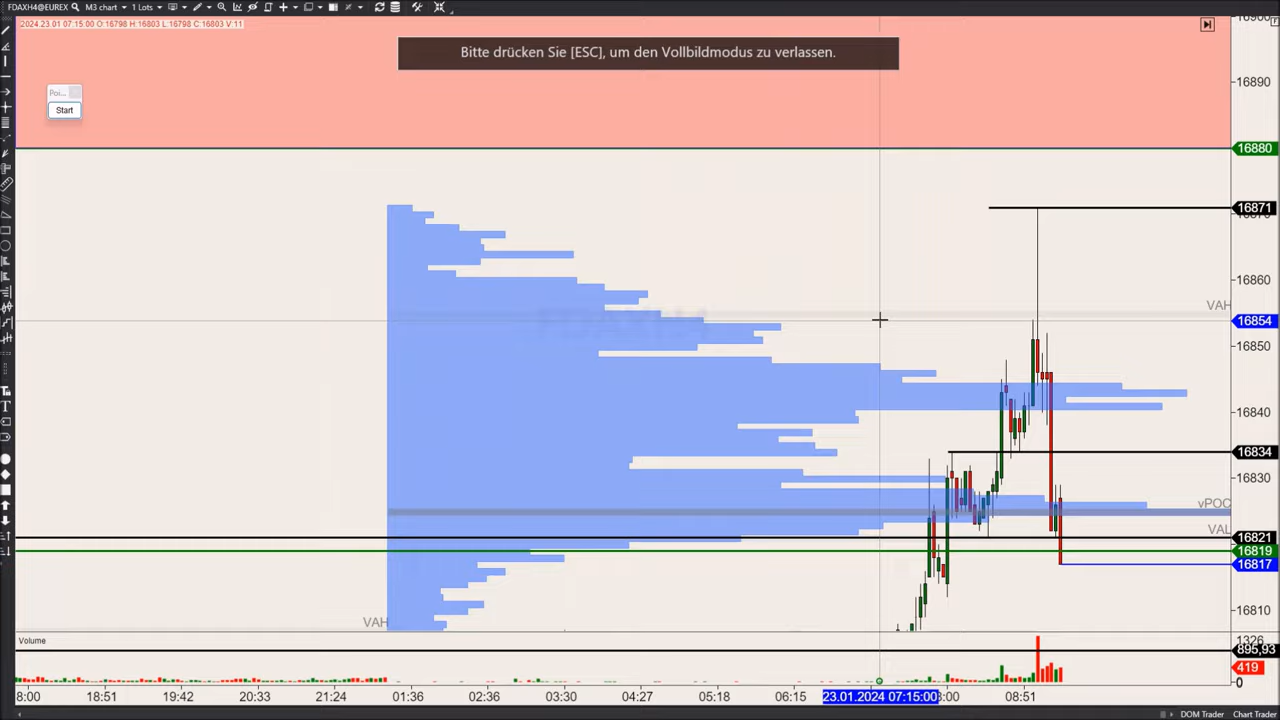 FDAXH4@EUREX M3 chart 1 Lots
2024.23.01 07:15:00 O:16798 H:16803 L:16798 C:16803 V:11
Bitte drücken Sie [ESC], um den Vollbildmodus zu verlassen.
Poi...
Start
16890
16880
16871
16860
VAH
16854
FDAXH4
16850
16840
16834
16830
vPOC
VAL
16821
16819
16817
16810
VAH
Volume
1326
895,93
419
0
18:51 19:42 20:33 21:24 01:36 02:36 03:30 04:27 05:18 06:15 23.01.2024 07:15:00 08:51
DOM Trader Chart Trader